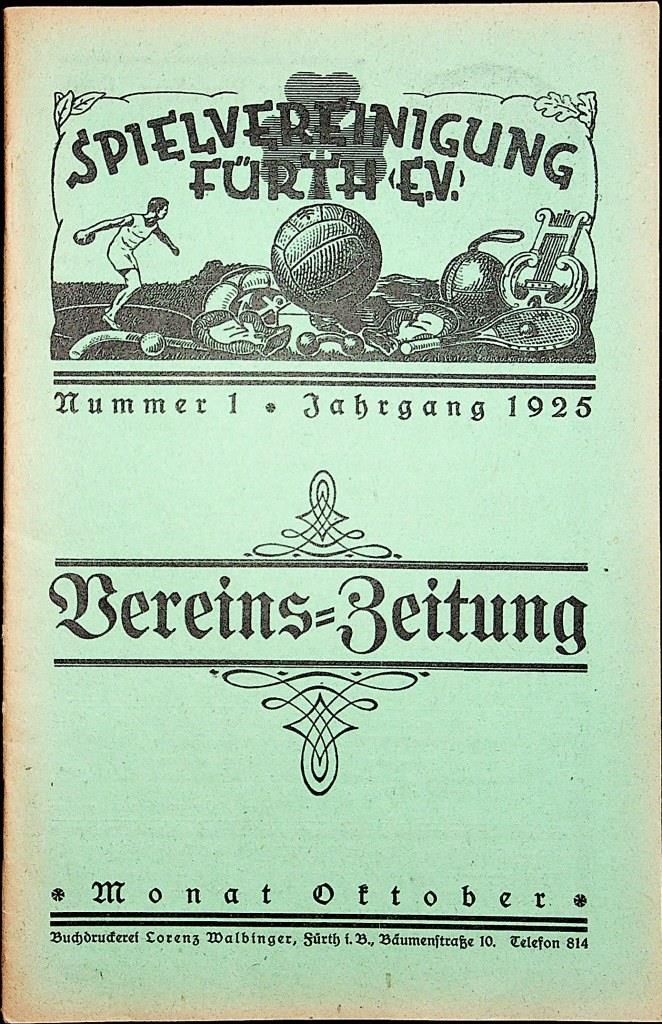 SPIELVEREINIGUNG
FÜRTH (E.V.)
Nummer 1 * Jahrgang 1925
Vereins=Zeitung
* Monat Oktober *
Buchdruckerei Lorenz Walbinger, Fürth i. B., Bäumenstraße 10. Telefon 814